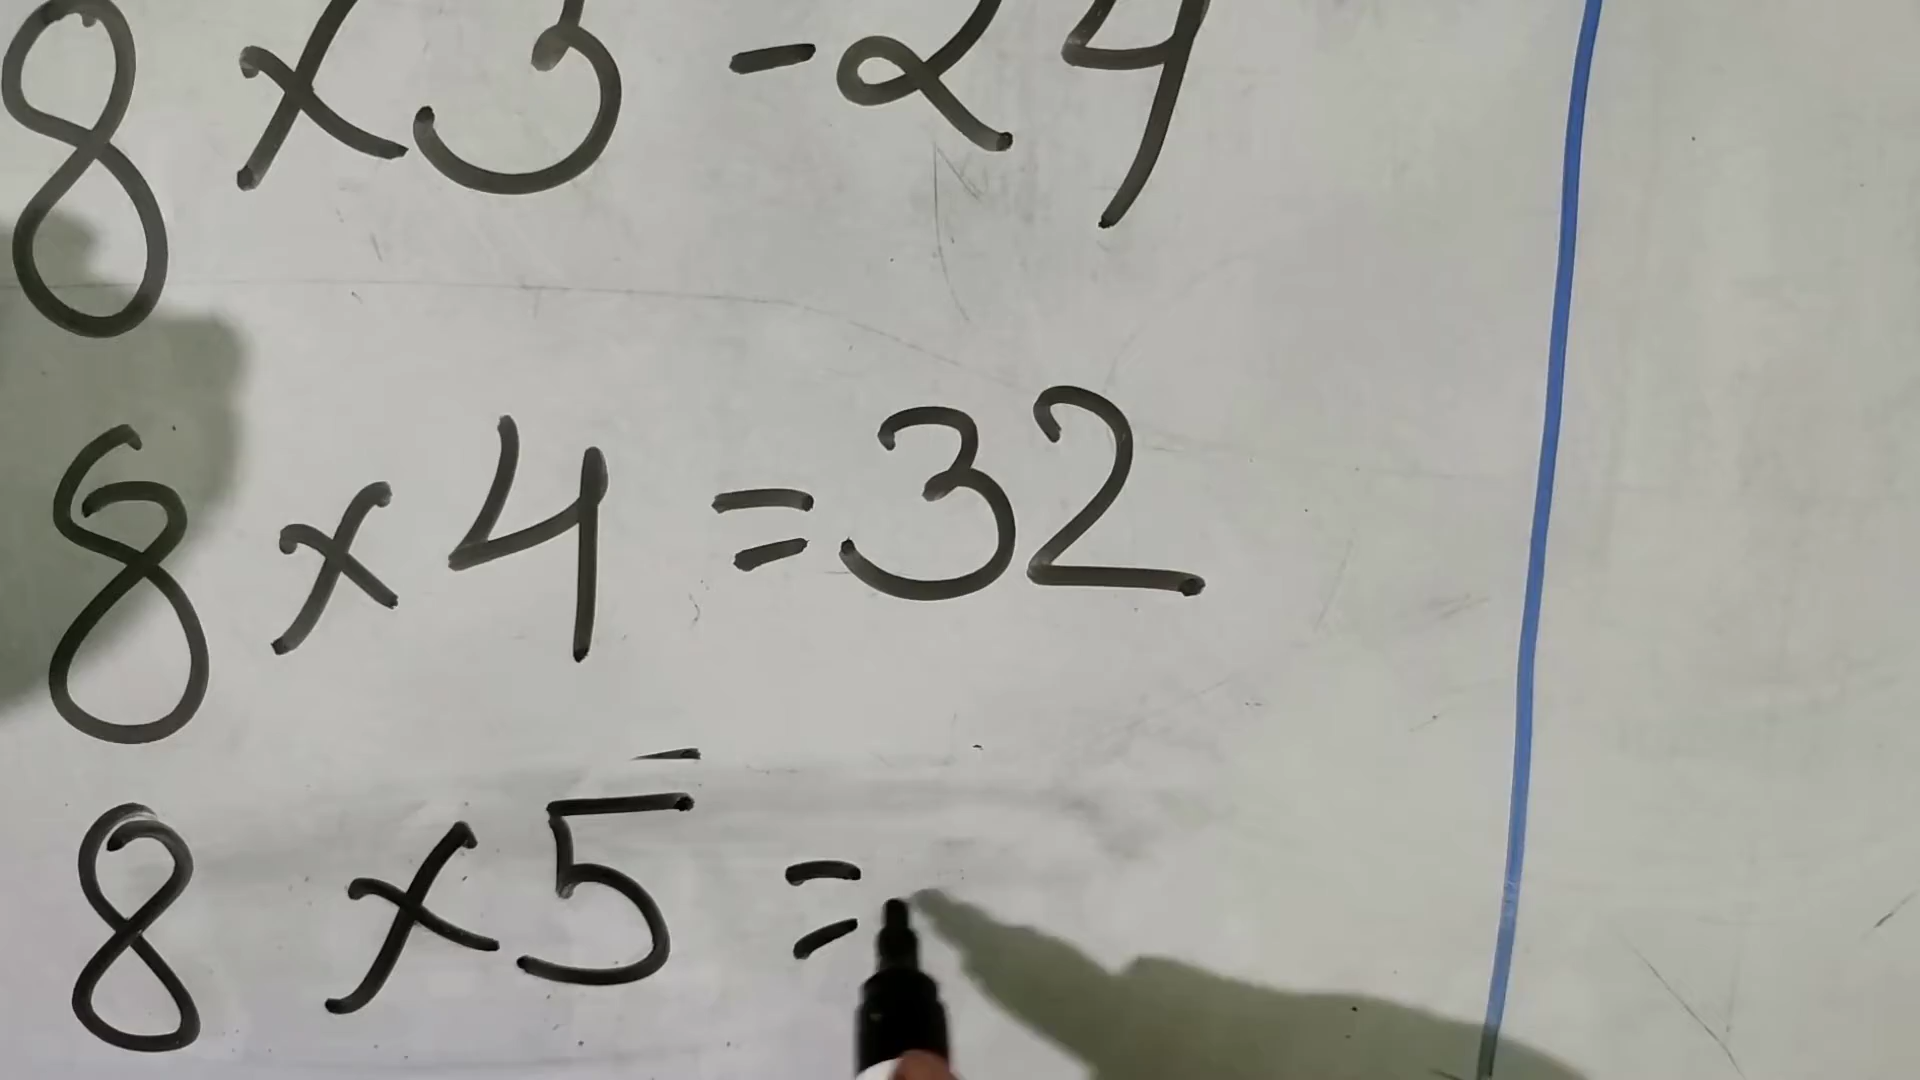 8 x 3 - 24
8 x 4 = 32
8 x 5 =